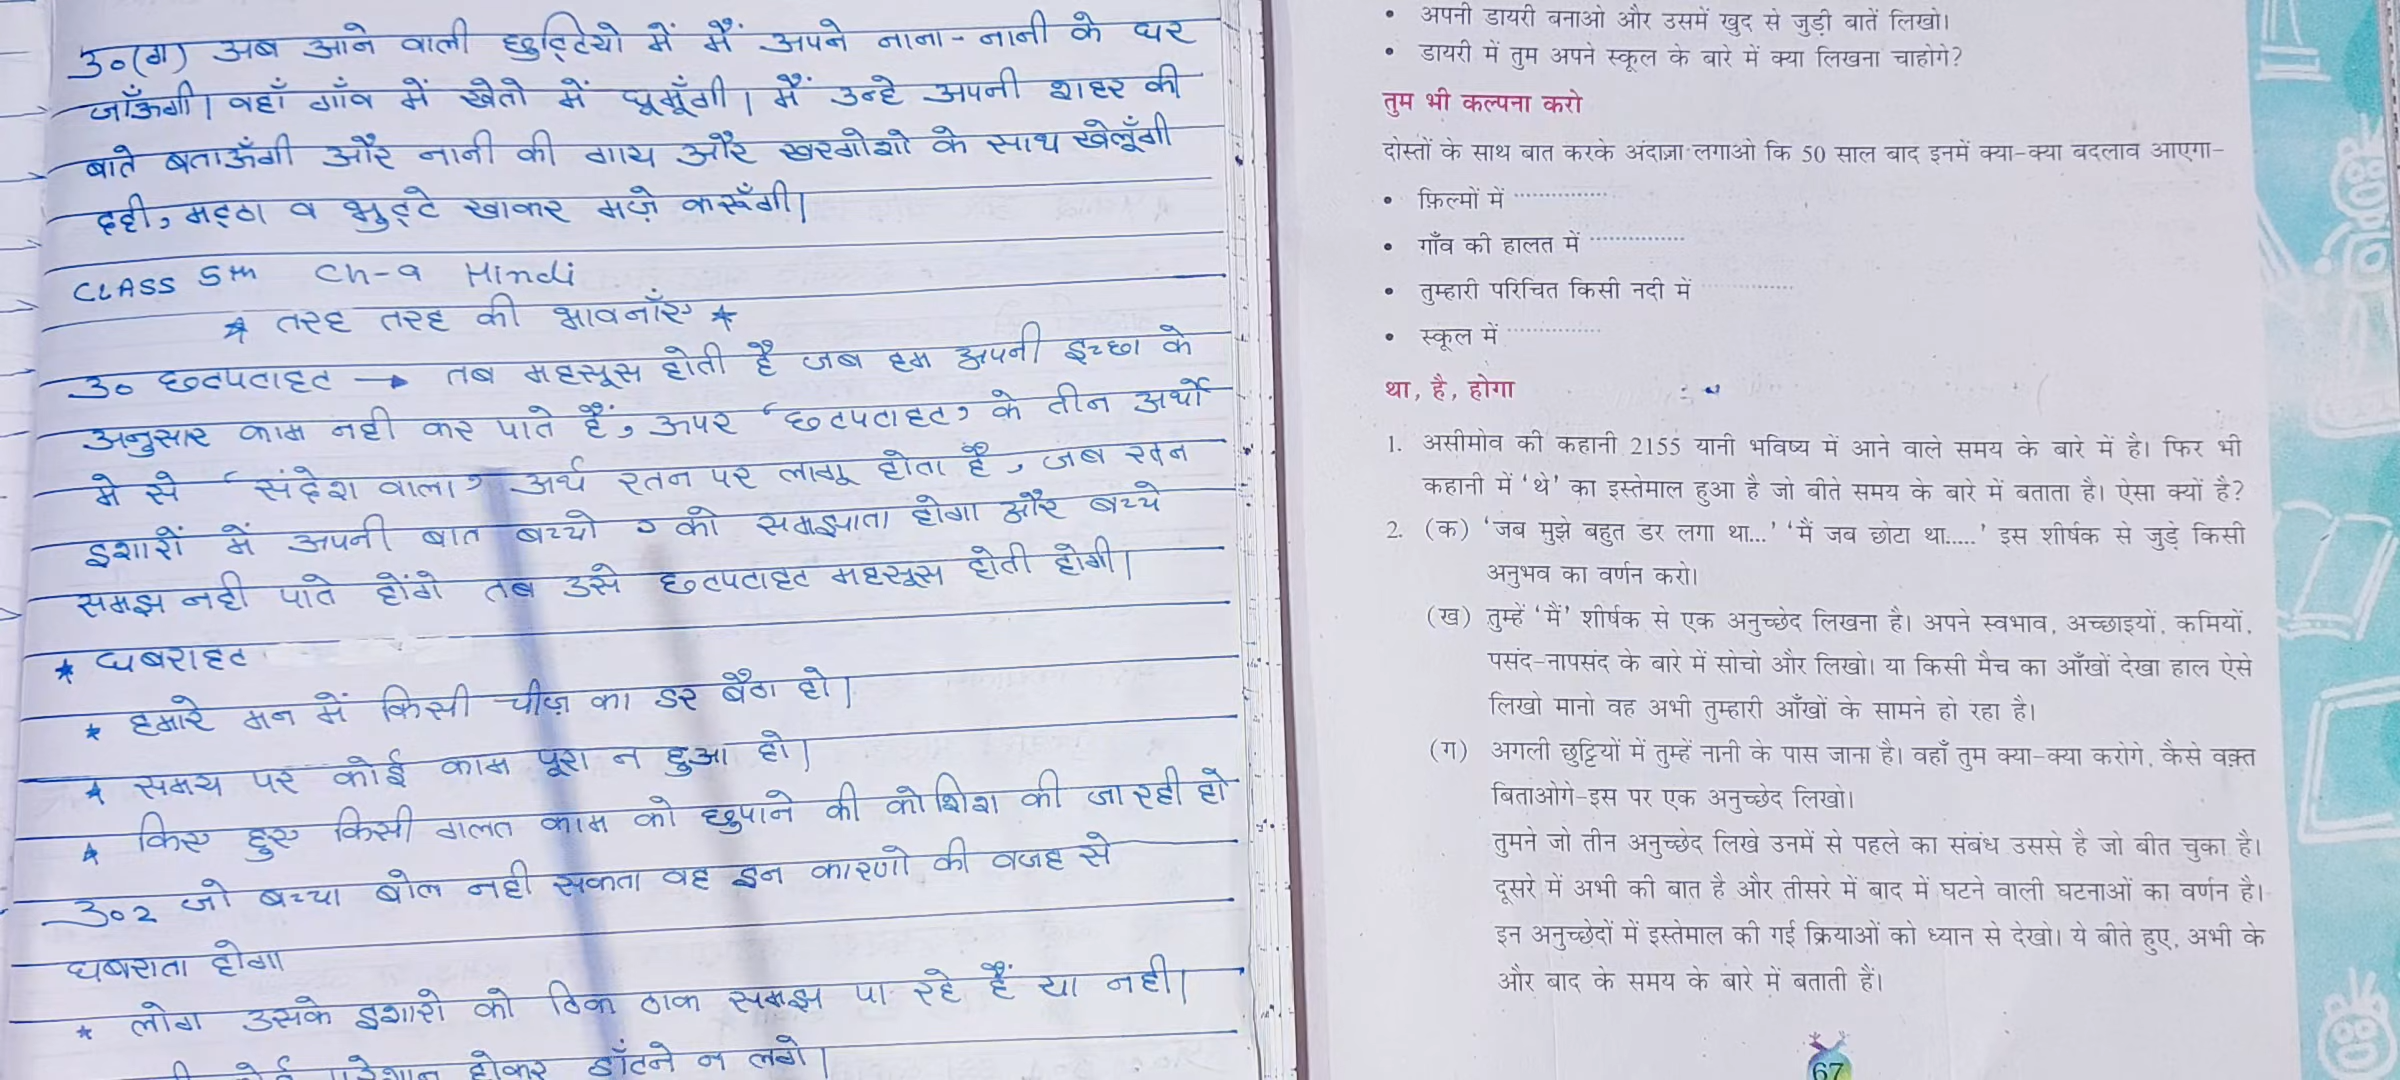 उ०(ग) अब आने वाली छुट्टियो में मैं अपने नाना-नानी के घर
जाँऊगी। वहाँ गाँव में खेतो में घूमूँगी। मैं उन्हे अपनी शहर की
बाते बताऊँगी और नानी की गाय और खरगोशो के साथ खेलूँगी
दही, मट्ठा व भुट्टे खाकर मज़े करूँगी।
CLASS 5th Ch-9 Hindi
* तरह तरह की भावनाँए *
उ० छटपटाहट → तब महसूस होती है जब हम अपनी इच्छा के
अनुसार काम नही कर पाते हैं, ऊपर 'छटपटाहट' के तीन अर्थो
मे से 'संदेश वाला' अर्थ रतन पर लागू होता है, जब रतन
इशारों में अपनी बात बच्चो को समझाता होगा और बच्चे
समझ नही पाते होंगे तब उसे छटपटाहट महसूस होती होगी।
* घबराहट
* हमारे मन में किसी चीज़ का डर बैठा हो।
* समय पर कोई काम पूरा न हुआ हो।
* किए हुए किसी गलत काम को छुपाने की कोशिश की जा रही हो
उ०2 जो बच्चा बोल नही सकता वह इन कारणो की वजह से
घबराता होगा
* लोग उसके इशारो को ठिक ठाक समझ पा रहे हैं या नही।
होकर डाँटने न लगे।
• अपनी डायरी बनाओ और उसमें खुद से जुड़ी बातें लिखो।
• डायरी में तुम अपने स्कूल के बारे में क्या लिखना चाहोगे?
तुम भी कल्पना करो
दोस्तों के साथ बात करके अंदाज़ा लगाओ कि 50 साल बाद इनमें क्या-क्या बदलाव आएगा-
• फ़िल्मों में ................
• गाँव की हालत में ................
• तुम्हारी परिचित किसी नदी में ................
• स्कूल में ................
था, है, होगा
1. असीमोव की कहानी 2155 यानी भविष्य में आने वाले समय के बारे में है। फिर भी
कहानी में 'थे' का इस्तेमाल हुआ है जो बीते समय के बारे में बताता है। ऐसा क्यों है?
2. (क) 'जब मुझे बहुत डर लगा था...' 'मैं जब छोटा था.....' इस शीर्षक से जुड़े किसी
अनुभव का वर्णन करो।
(ख) तुम्हें 'मैं' शीर्षक से एक अनुच्छेद लिखना है। अपने स्वभाव, अच्छाइयों, कमियों,
पसंद-नापसंद के बारे में सोचो और लिखो। या किसी मैच का आँखों देखा हाल ऐसे
लिखो मानो वह अभी तुम्हारी आँखों के सामने हो रहा है।
(ग) अगली छुट्टियों में तुम्हें नानी के पास जाना है। वहाँ तुम क्या-क्या करोगे, कैसे वक़्त
बिताओगे-इस पर एक अनुच्छेद लिखो।
तुमने जो तीन अनुच्छेद लिखे उनमें से पहले का संबंध उससे है जो बीत चुका है।
दूसरे में अभी की बात है और तीसरे में बाद में घटने वाली घटनाओं का वर्णन है।
इन अनुच्छेदों में इस्तेमाल की गई क्रियाओं को ध्यान से देखो। ये बीते हुए, अभी के
और बाद के समय के बारे में बताती हैं।
67